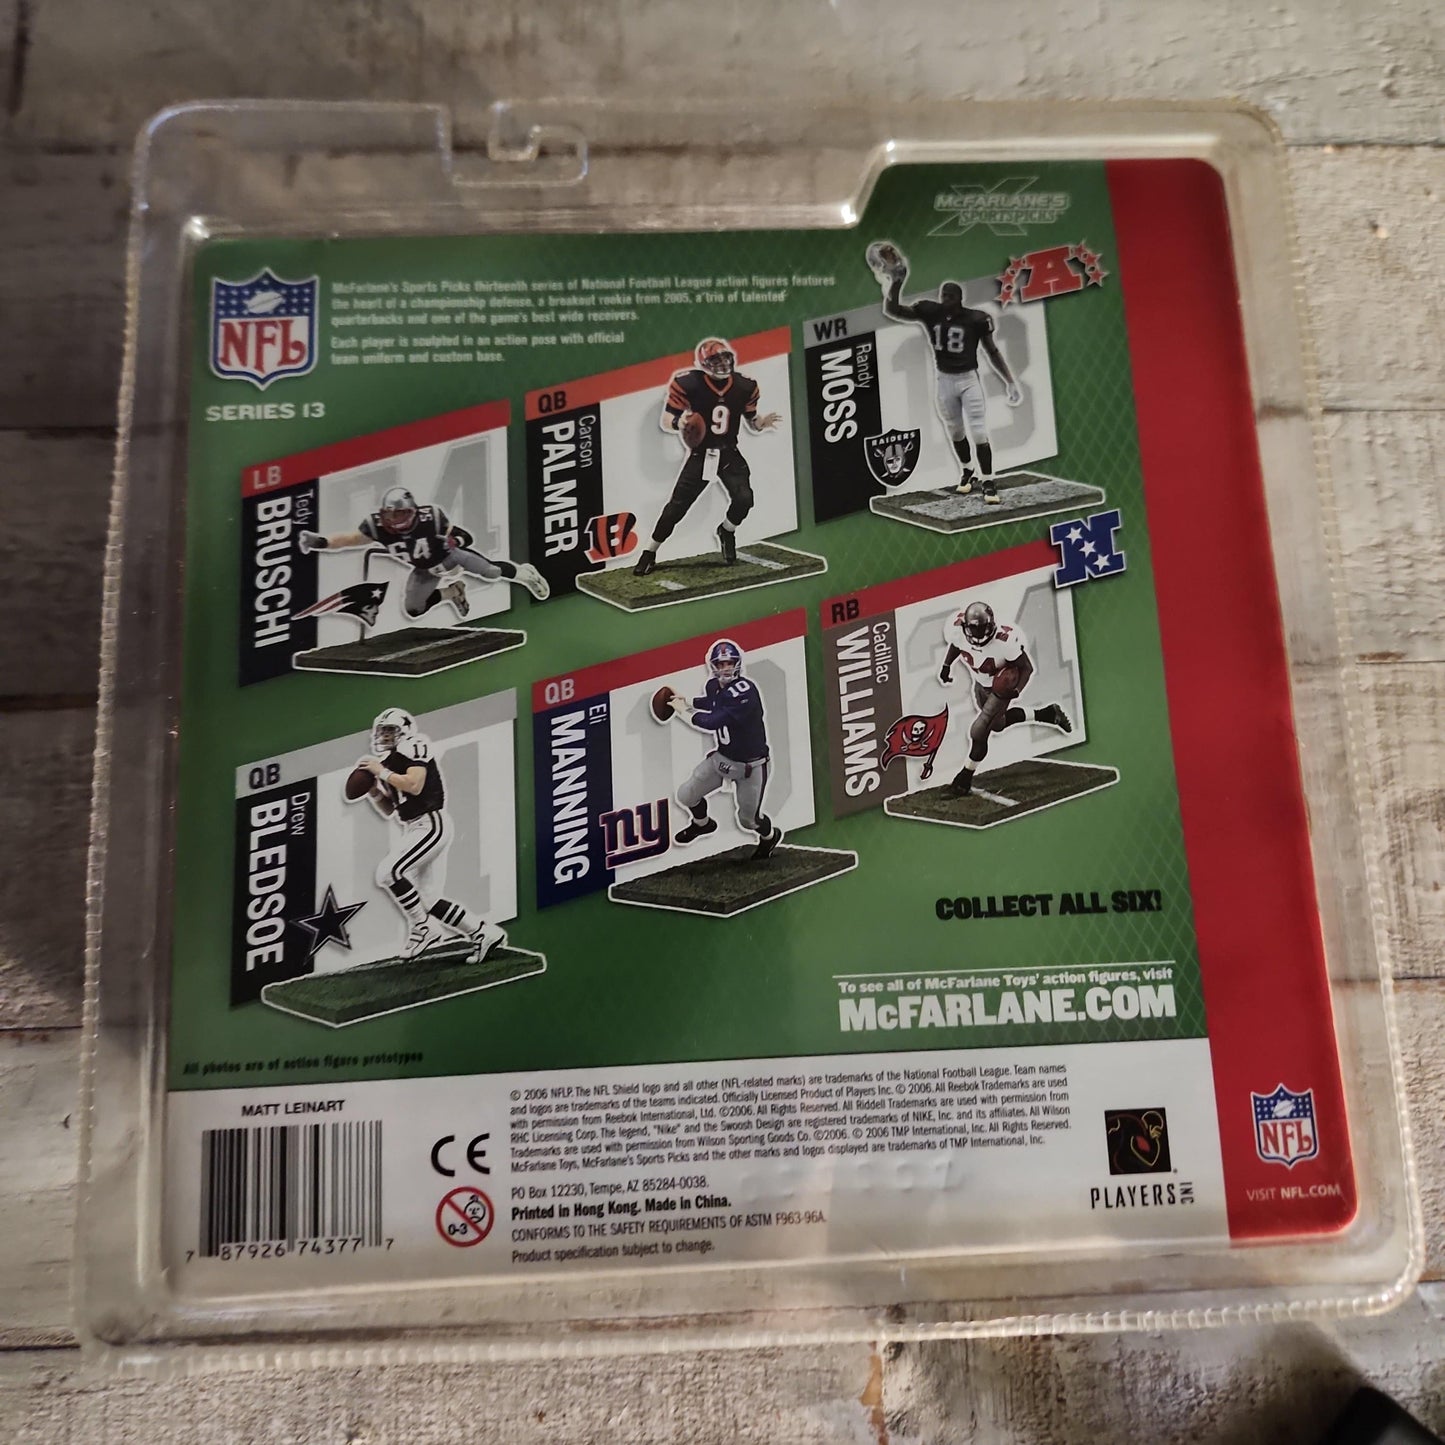 McFARLANE'S
SPORTSPICKS
NFL
SERIES 13
McFarlane's Sports Picks thirteenth series of National Football League action figures features
the heart of a championship defense, a breakout rookie from 2005, a trio of talented
quarterbacks and one of the game's best wide receivers.
Each player is sculpted in an action pose with official
team uniform and custom base.
LB
Tedy
BRUSCHI
64
QB
Carson
PALMER
9
WR
Randy
MOSS
RAIDERS
18
A
N
QB
Drew
BLEDSOE
11
QB
Eli
MANNING
ny
10
RB
Cadillac
WILLIAMS
24
COLLECT ALL SIX!
To see all of McFarlane Toys' action figures, visit
McFARLANE.COM
All photos are of action figure prototypes
MATT LEINART
7 87926 74377 7
CE
0-3
© 2006 NFLP. The NFL Shield logo and all other (NFL-related marks) are trademarks of the National Football League. Team names
and logos are trademarks of the teams indicated. Officially Licensed Product of Players Inc. © 2006. All Reebok Trademarks are used
with permission from Reebok International, Ltd. ©2006. All Rights Reserved. All Riddell Trademarks are used with permission from
RHC Licensing Corp. The legend, "Nike" and the Swoosh Design are registered trademarks of NIKE, Inc. and its affiliates. All Wilson
Trademarks are used with permission from Wilson Sporting Goods Co. ©2006. © 2006 TMP International, Inc. All Rights Reserved.
McFarlane Toys, McFarlane's Sports Picks and the other marks and logos displayed are trademarks of TMP International, Inc.
PO Box 12230, Tempe, AZ 85284-0038.
Printed in Hong Kong. Made in China.
CONFORMS TO THE SAFETY REQUIREMENTS OF ASTM F963-96A.
Product specification subject to change.
PLAYERS INC
NFL
VISIT NFL.COM